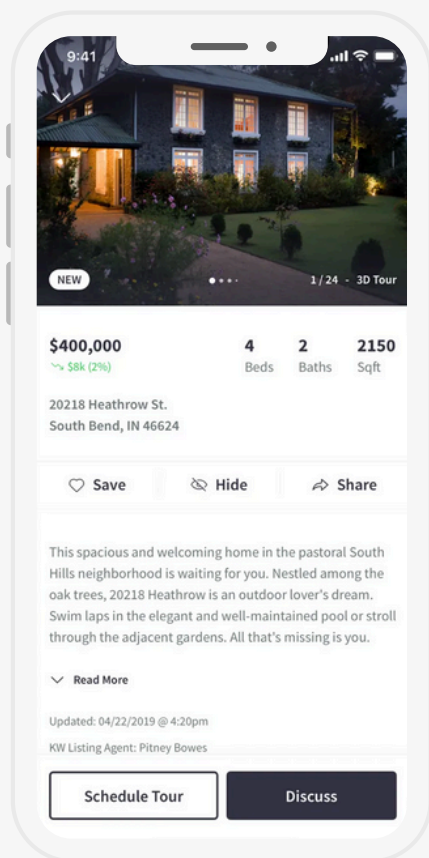 9:41
NEW
1/24 - 3D Tour
$400,000
4
2
2150
$8k (2%)
Beds
Baths
Sqft
20218 Heathrow St.
South Bend, IN 46624
Save
Hide
Share
This spacious and welcoming home in the pastoral South
Hills neighborhood is waiting for you. Nestled among the
oak trees, 20218 Heathrow is an outdoor lover's dream.
Swim laps in the elegant and well-maintained pool or stroll
through the adjacent gardens. All that's missing is you.
Read More
Updated: 04/22/2019 @ 4:20pm
KW Listing Agent: Pitney Bowes
Schedule Tour
Discuss